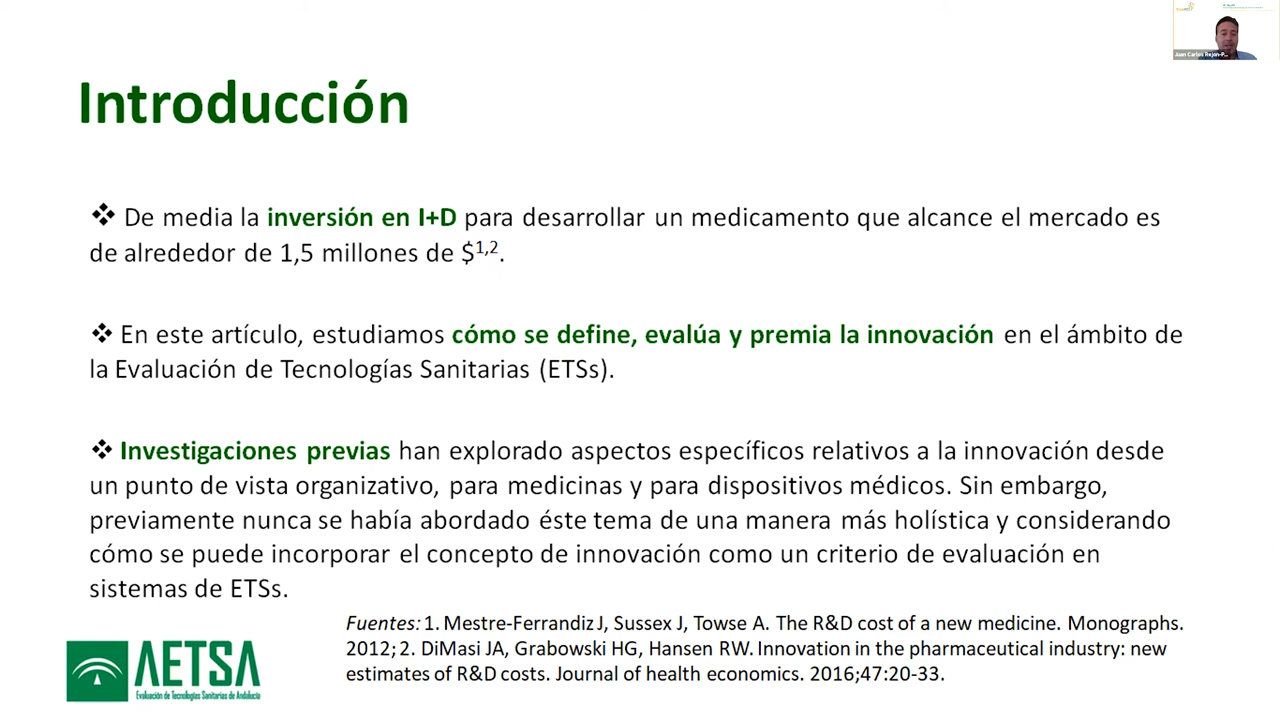 Juan Carlos Rejon-P...
Introducción
❖ De media la inversión en I+D para desarrollar un medicamento que alcance el mercado es
de alrededor de 1,5 millones de $1,2.
❖ En este artículo, estudiamos cómo se define, evalúa y premia la innovación en el ámbito de
la Evaluación de Tecnologías Sanitarias (ETSs).
❖ Investigaciones previas han explorado aspectos específicos relativos a la innovación desde
un punto de vista organizativo, para medicinas y para dispositivos médicos. Sin embargo,
previamente nunca se había abordado éste tema de una manera más holística y considerando
cómo se puede incorporar el concepto de innovación como un criterio de evaluación en
sistemas de ETSs.
Fuentes: 1. Mestre-Ferrandiz J, Sussex J, Towse A. The R&D cost of a new medicine. Monographs.
2012; 2. DiMasi JA, Grabowski HG, Hansen RW. Innovation in the pharmaceutical industry: new
estimates of R&D costs. Journal of health economics. 2016;47:20-33.
AETSA
Evaluación de Tecnologías Sanitarias de Andalucía